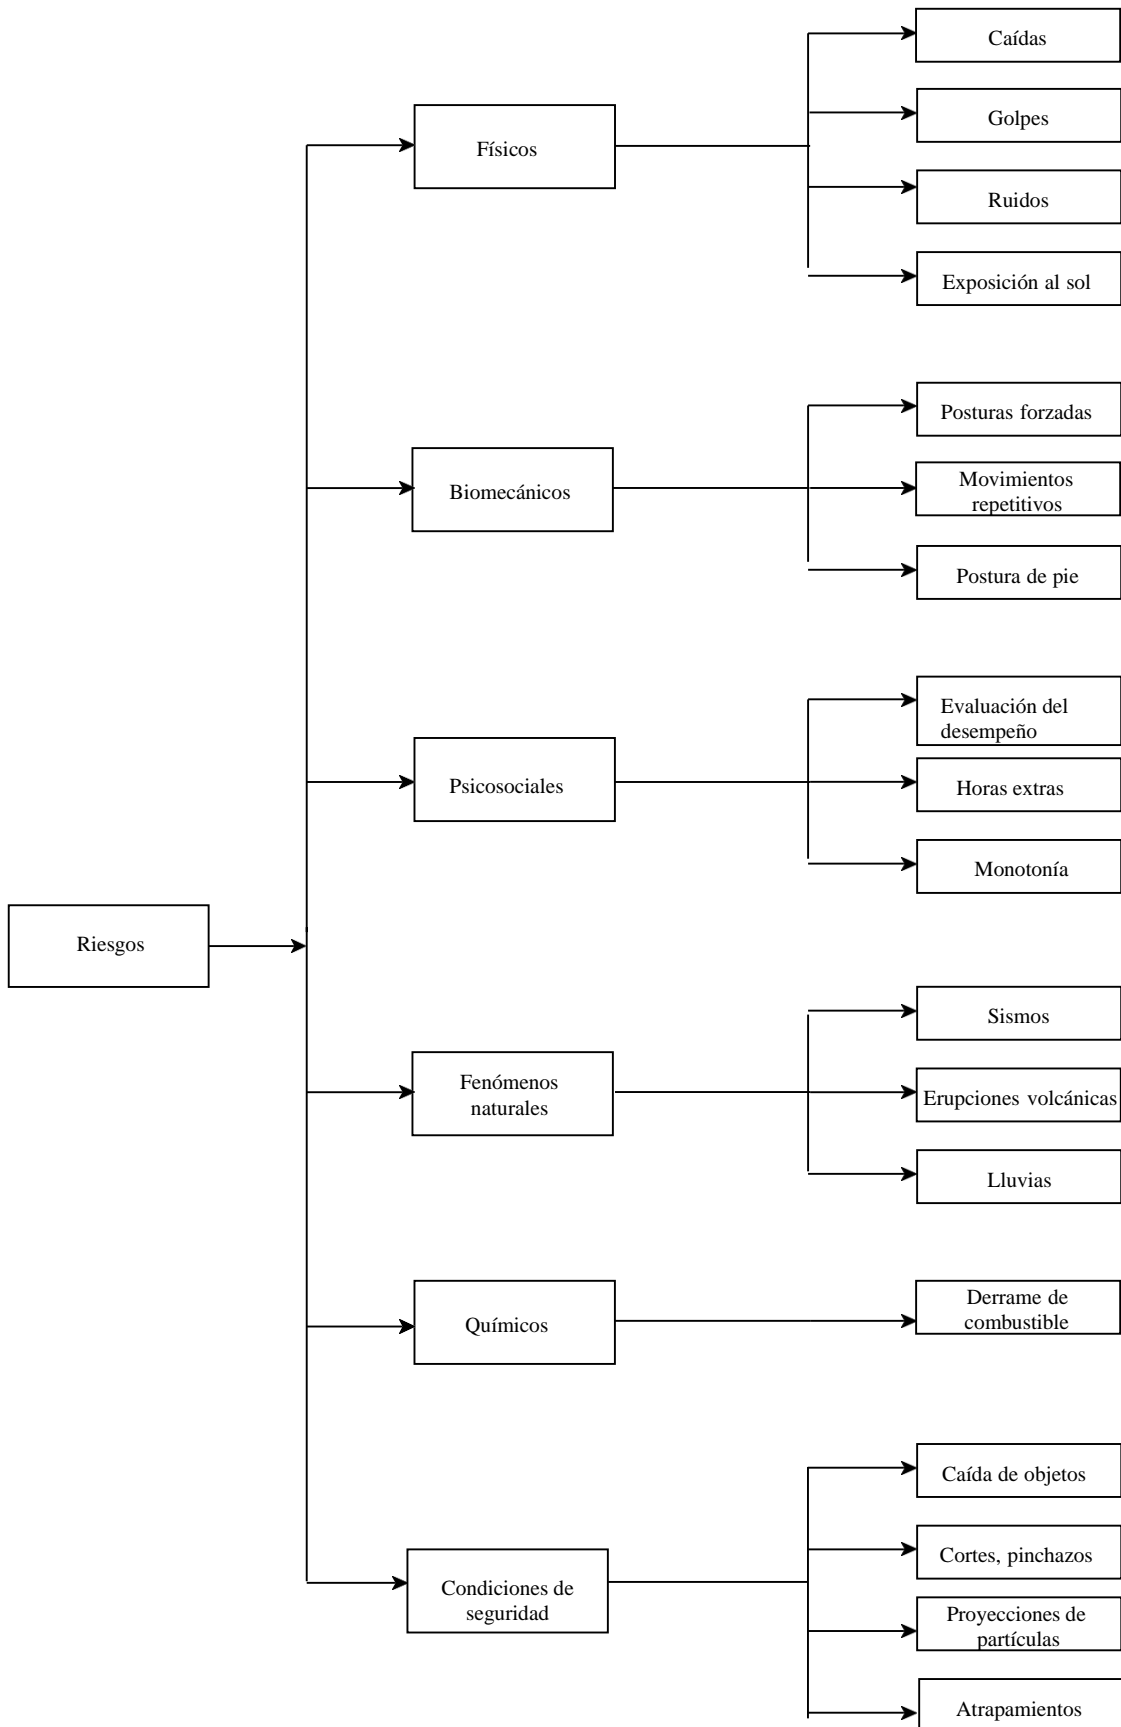 Caídas
Golpes
Físicos
Ruidos
Exposición al sol
Posturas forzadas
Biomecánicos
Movimientos
repetitivos
Postura de pie
Evaluación del
desempeño
Psicosociales
Horas extras
Monotonía
Riesgos
Sismos
Fenómenos
naturales
Erupciones volcánicas
Lluvias
Químicos
Derrame de
combustible
Caída de objetos
Cortes, pinchazos
Condiciones de
seguridad
Proyecciones de
partículas
Atrapamientos